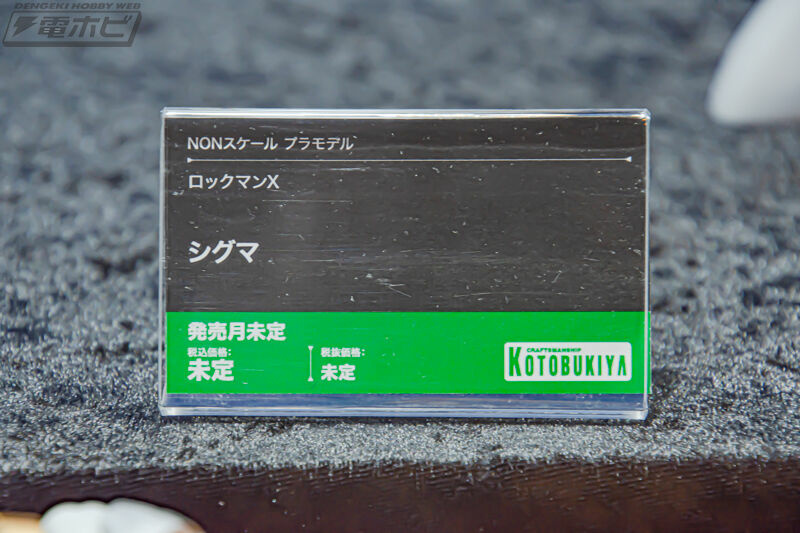 DENGEKI HOBBY WEB
電ホビ
NONスケール プラモデル
ロックマンX
シグマ
発売月未定
税込価格: 税抜価格:
未定 未定
CRAFTSMANSHIP
KOTOBUKIYA